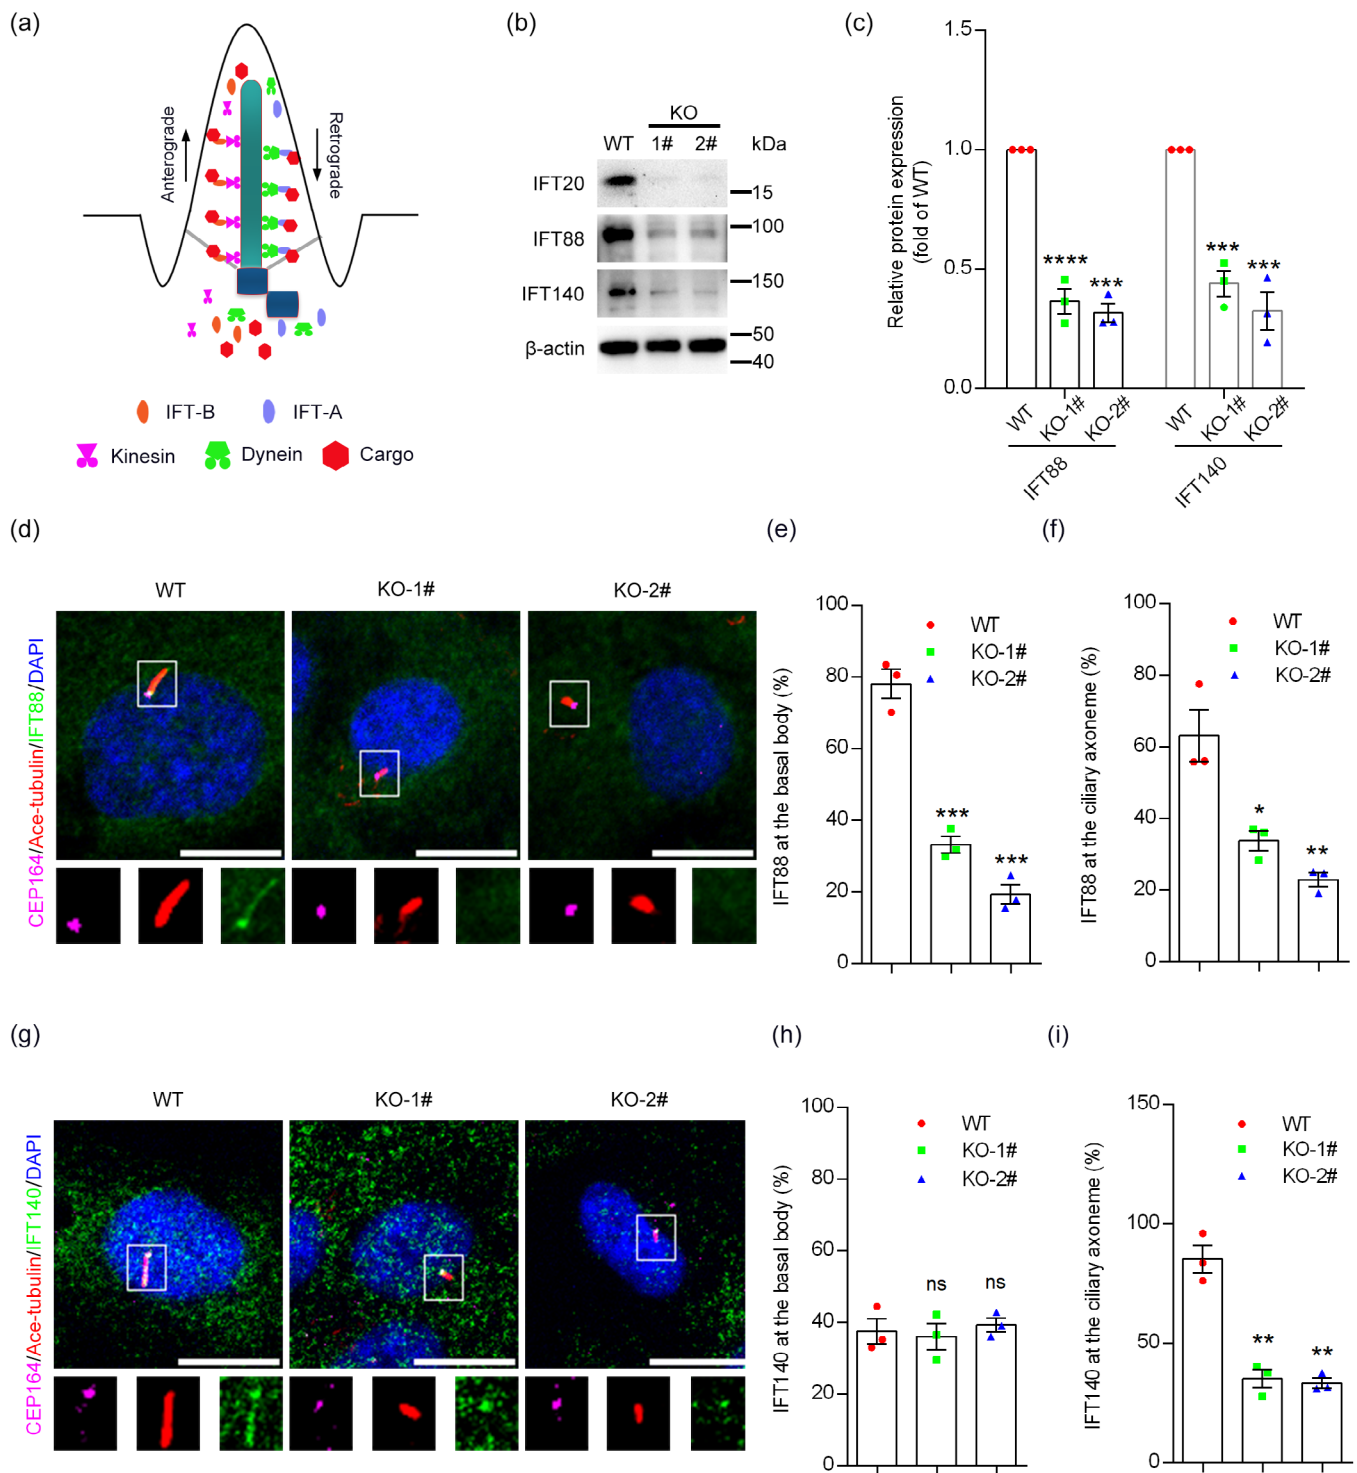 (a)
Anterograde
Retrograde
IFT-B
IFT-A
Kinesin
Dynein
Cargo
(b)
KO
WT 1# 2# kDa
IFT20
15
IFT88
100
IFT140
150
β-actin
50
40
(c)
Relative protein expression
(fold of WT)
1.5
1.0
0.5
0.0
**** *** *** ***
WT KO-1# KO-2# WT KO-1# KO-2#
IFT88 IFT140
(d)
WT KO-1# KO-2#
CEP164/Ace-tubulin/IFT88/DAPI
(e)
IFT88 at the basal body (%)
100
80
60
40
20
0
WT
KO-1#
KO-2#
*** ***
(f)
IFT88 at the ciliary axoneme (%)
100
80
60
40
20
0
WT
KO-1#
KO-2#
* **
(g)
WT KO-1# KO-2#
CEP164/Ace-tubulin/IFT140/DAPI
(h)
IFT140 at the basal body (%)
100
80
60
40
20
WT
KO-1#
KO-2#
ns ns
(i)
IFT140 at the ciliary axoneme (%)
150
100
50
0
WT
KO-1#
KO-2#
** **